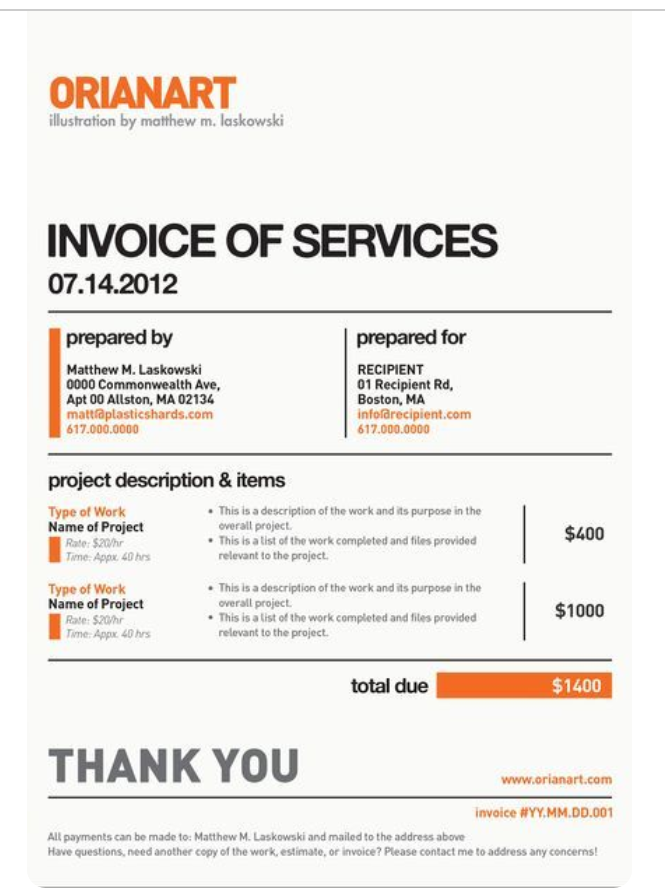 ORIANART
illustration by matthew m. laskowski
INVOICE OF SERVICES
07.14.2012
prepared by
Matthew M. Laskowski
0000 Commonwealth Ave,
Apt 00 Allston, MA 02134
matt@plasticshards.com
617.000.0000
prepared for
RECIPIENT
01 Recipient Rd,
Boston, MA
info@recipient.com
617.000.0000
project description & items
Type of Work
Name of Project
Rate: $20/hr
Time: Appx. 40 hrs
• This is a description of the work and its purpose in the
overall project.
• This is a list of the work completed and files provided
relevant to the project.
$400
Type of Work
Name of Project
Rate: $20/hr
Time: Appx. 40 hrs
• This is a description of the work and its purpose in the
overall project.
• This is a list of the work completed and files provided
relevant to the project.
$1000
total due $1400
THANK YOU
www.orianart.com
invoice #YY.MM.DD.001
All payments can be made to: Matthew M. Laskowski and mailed to the address above
Have questions, need another copy of the work, estimate, or invoice? Please contact me to address any concerns!